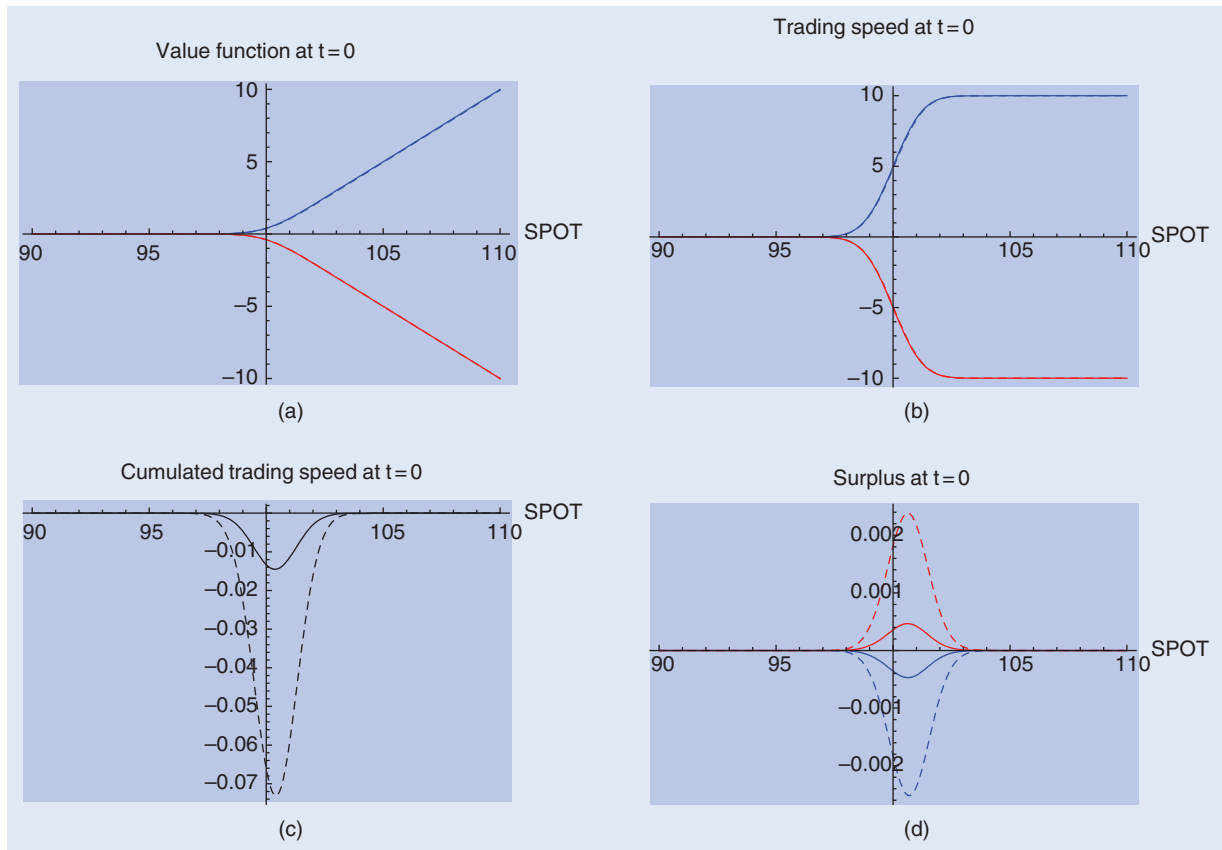 Value function at t=0
10
5
SPOT
90
95
105
110
−5
−10
(a)
Trading speed at t=0
10
5
SPOT
90
95
105
110
−5
−10
(b)
Cumulated trading speed at t=0
SPOT
90
95
105
110
−0.01
−0.02
−0.03
−0.04
−0.05
−0.06
−0.07
(c)
Surplus at t=0
0.002
0.001
SPOT
90
95
105
110
−0.001
−0.002
(d)